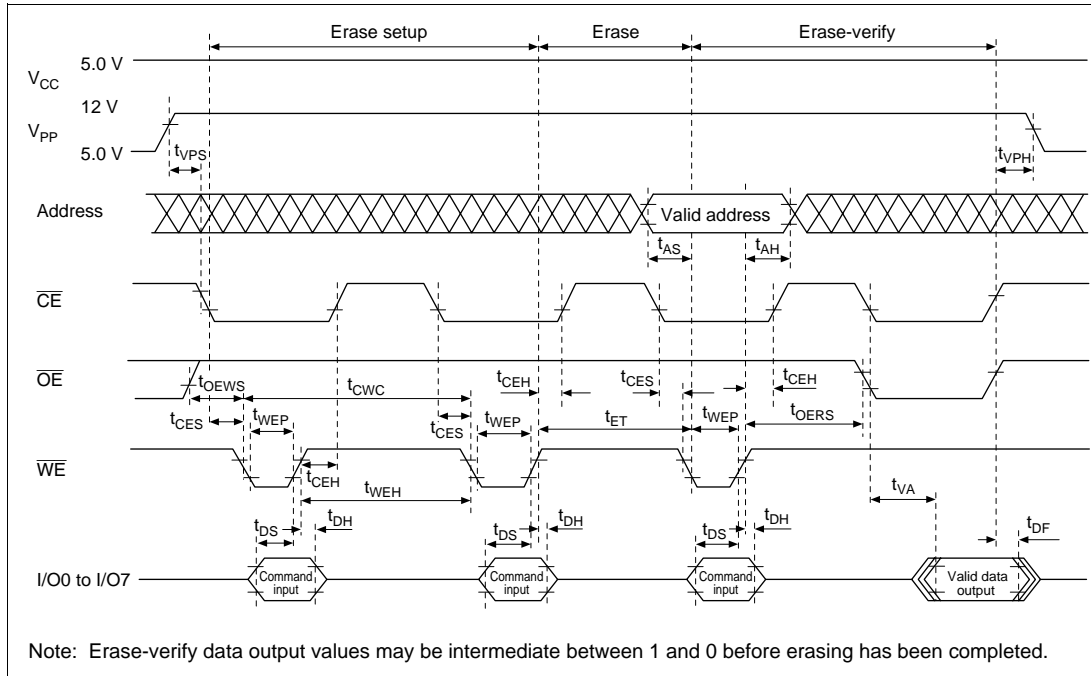 Erase setup Erase Erase-verify
VCC 5.0 V
12 V
VPP
5.0 V
tVPS tVPH
Address Valid address
tAS tAH
CE
OE
tOEWS tCWC tCEH tCES tCEH
tCES tWEP tCES tWEP tET tWEP tOERS
WE
tCEH
tWEH tVA
tDS tDH tDS tDH tDS tDH tDF
I/O0 to I/O7 Command input Command input Command input Valid data output
Note: Erase-verify data output values may be intermediate between 1 and 0 before erasing has been completed.